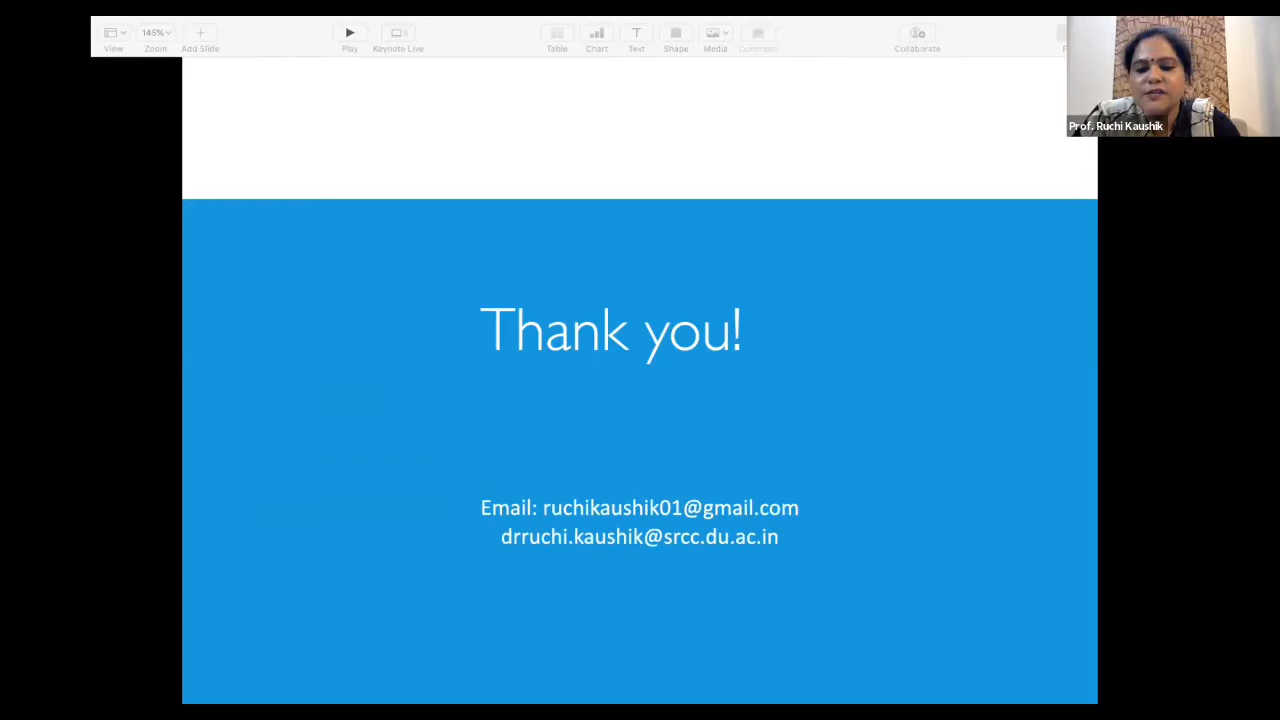 145%
View
Zoom
Add Slide
Play
Keynote Live
Table
Chart
Text
Shape
Media
Comment
Collaborate
Prof. Ruchi Kaushik
Thank you!
Email: ruchikaushik01@gmail.com
drruchi.kaushik@srcc.du.ac.in